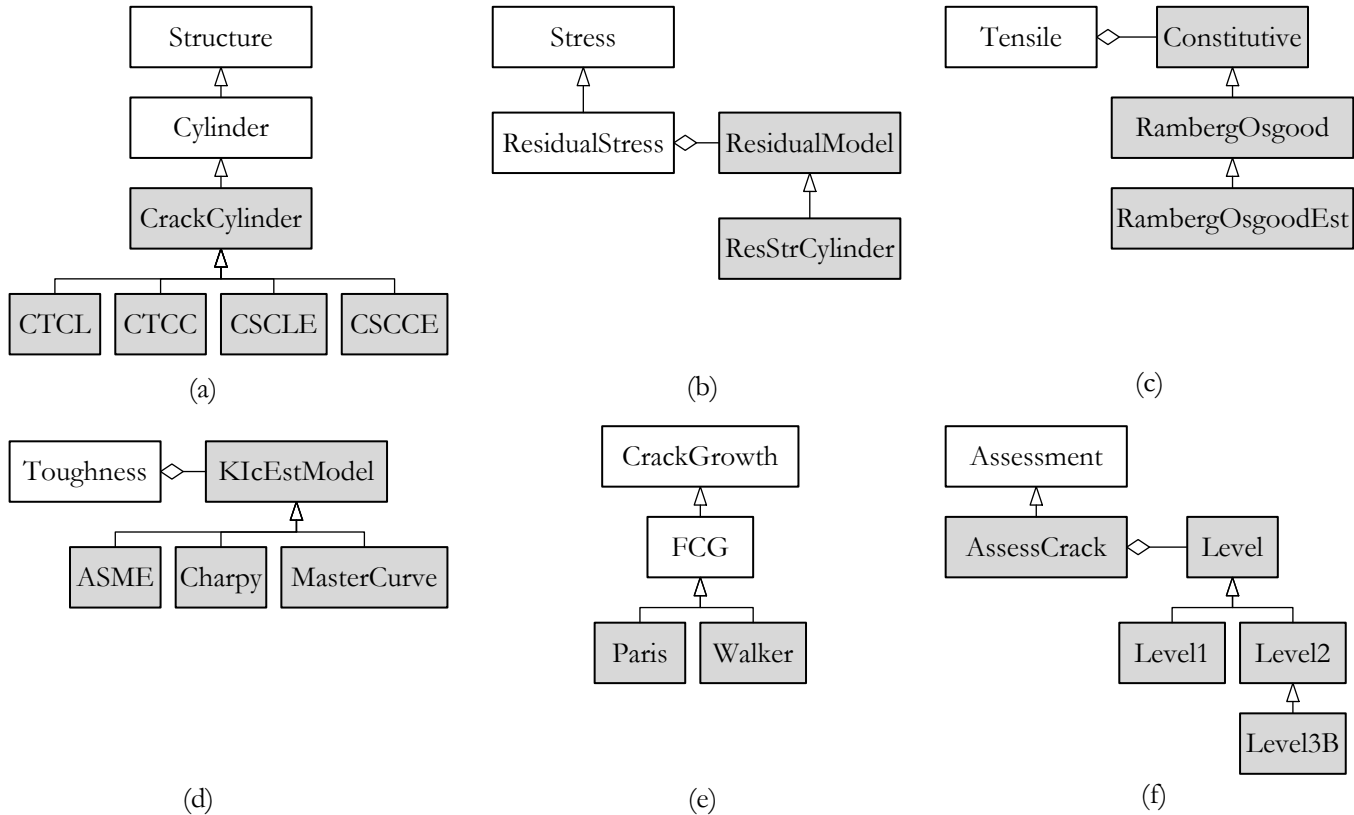 Structure
Cylinder
CrackCylinder
CTCL CTCC CSCLE CSCCE
(a)
Stress
ResidualStress ResidualModel
ResStrCylinder
(b)
Tensile Constitutive
RambergOsgood
RambergOsgoodEst
(c)
Toughness KIcEstModel
ASME Charpy MasterCurve
(d)
CrackGrowth
FCG
Paris Walker
(e)
Assessment
AssessCrack Level
Level1 Level2
Level3B
(f)